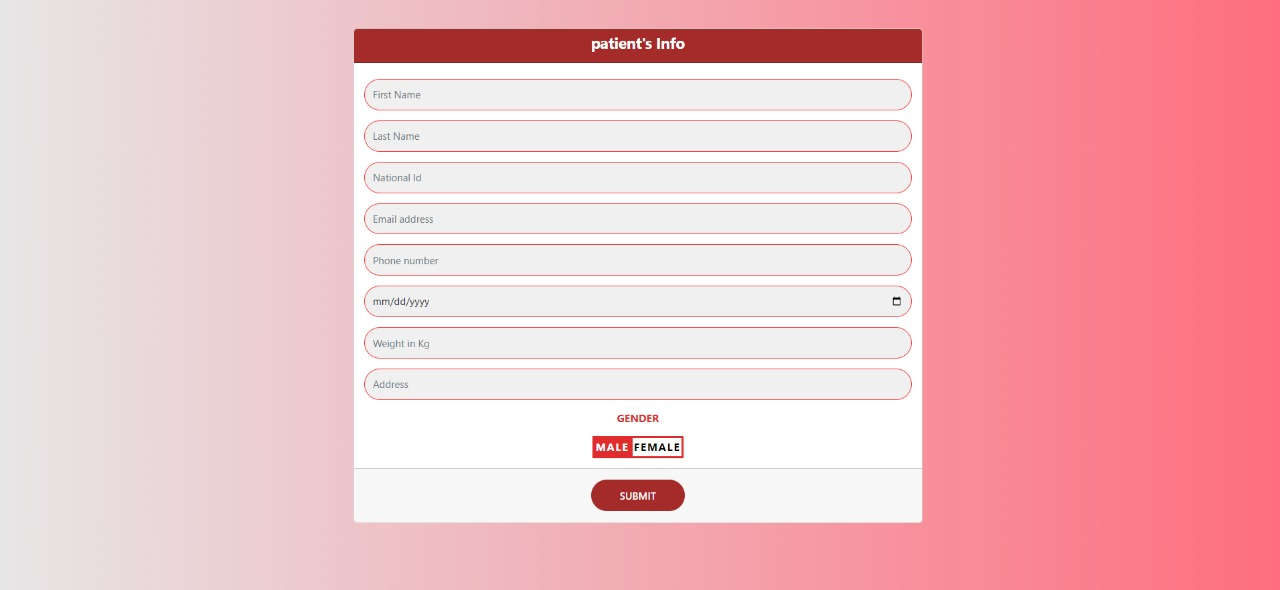 patient's Info
First Name
Last Name
National Id
Email address
Phone number
mm/dd/yyyy
Weight in Kg
Address
GENDER
MALE FEMALE
SUBMIT